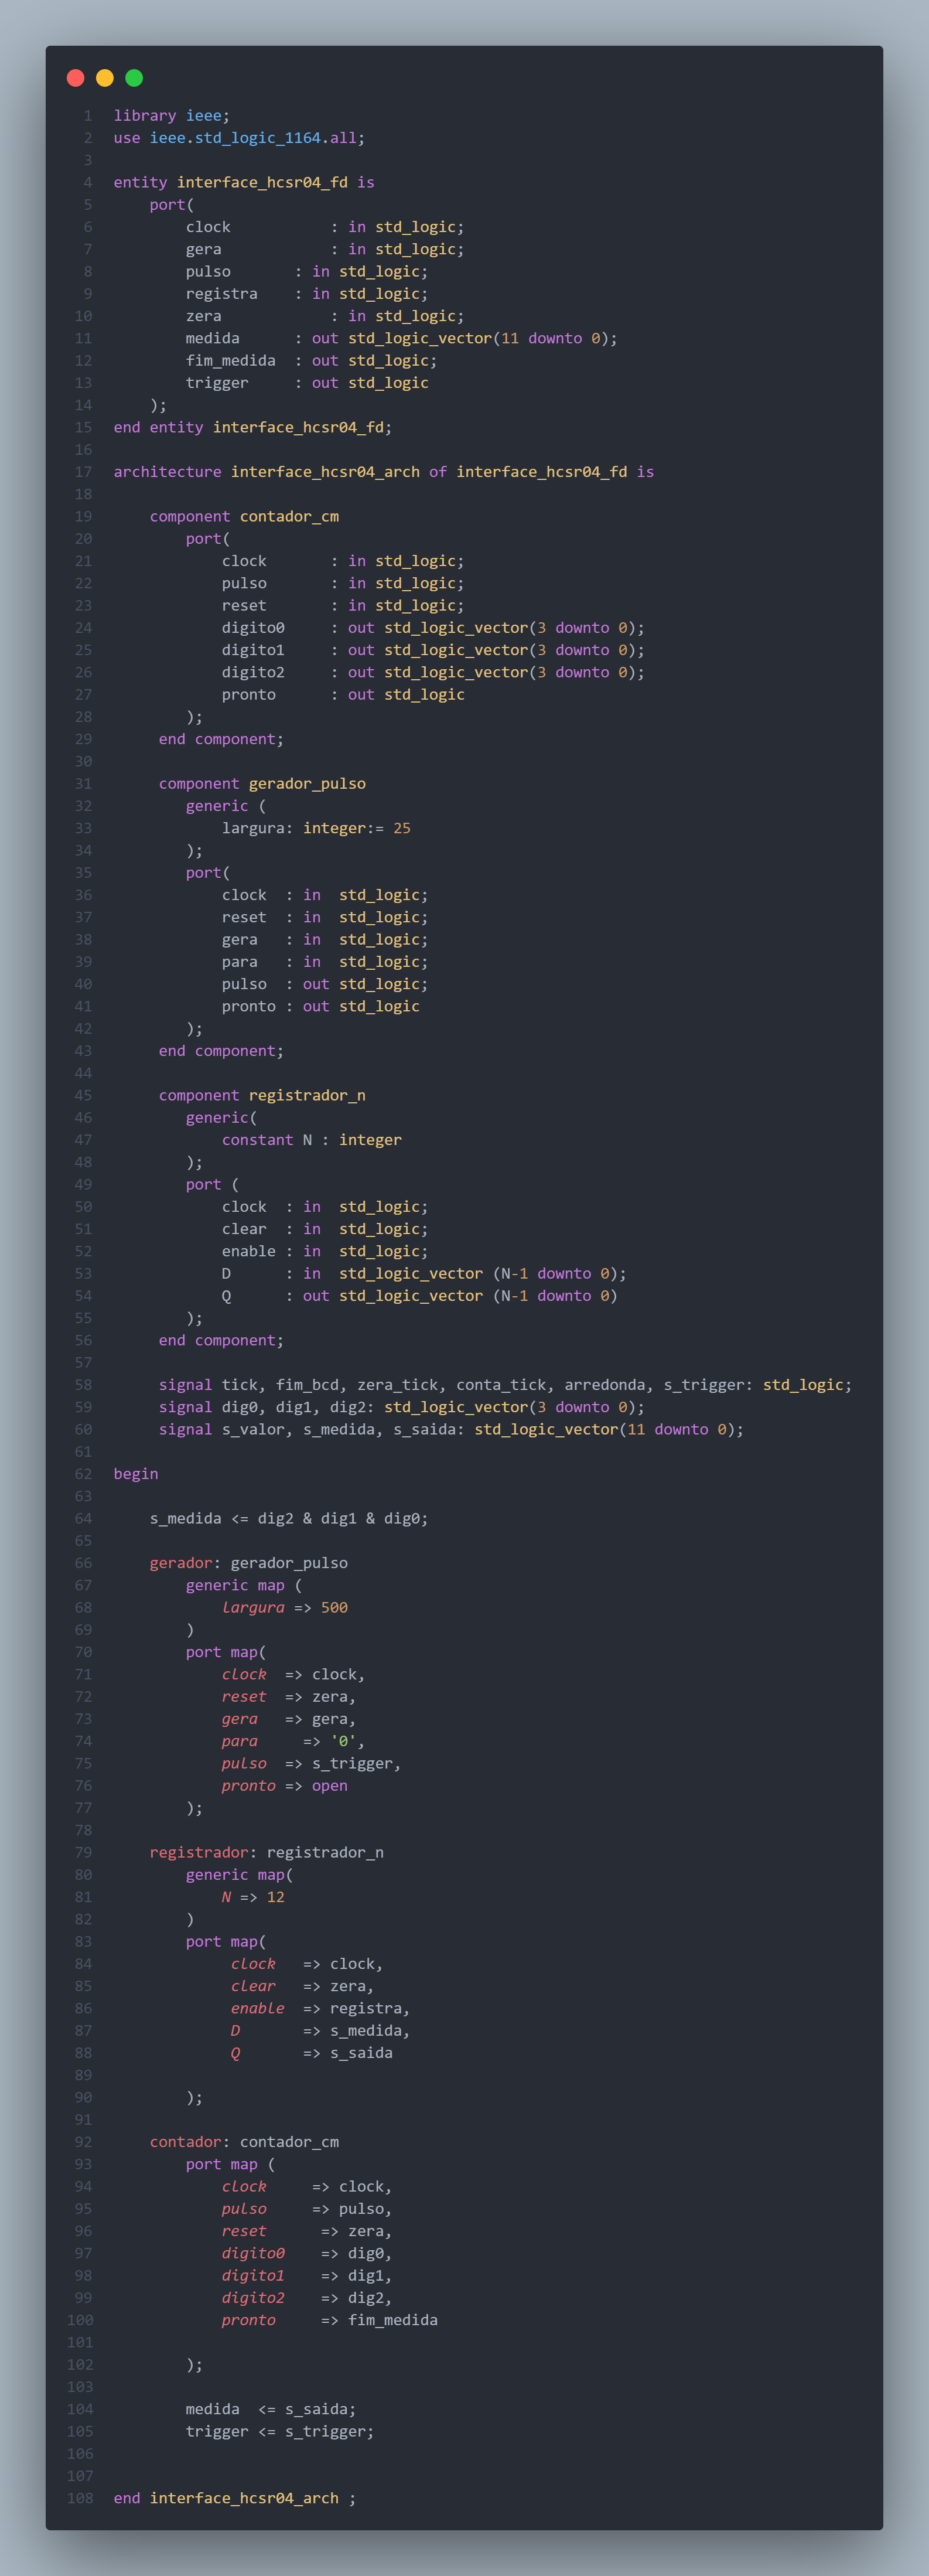 1 library ieee;
2 use ieee.std_logic_1164.all;
3
4 entity interface_hcsr04_fd is
5     port(
6         clock           : in std_logic;
7         gera            : in std_logic;
8         pulso       : in std_logic;
9         registra    : in std_logic;
10         zera            : in std_logic;
11         medida      : out std_logic_vector(11 downto 0);
12         fim_medida  : out std_logic;
13         trigger     : out std_logic
14     );
15 end entity interface_hcsr04_fd;
16
17 architecture interface_hcsr04_arch of interface_hcsr04_fd is
18
19     component contador_cm
20         port(
21             clock       : in std_logic;
22             pulso       : in std_logic;
23             reset       : in std_logic;
24             digito0     : out std_logic_vector(3 downto 0);
25             digito1     : out std_logic_vector(3 downto 0);
26             digito2     : out std_logic_vector(3 downto 0);
27             pronto      : out std_logic
28         );
29      end component;
30
31      component gerador_pulso
32         generic (
33             largura: integer:= 25
34         );
35         port(
36             clock  : in  std_logic;
37             reset  : in  std_logic;
38             gera   : in  std_logic;
39             para   : in  std_logic;
40             pulso  : out std_logic;
41             pronto : out std_logic
42         );
43      end component;
44
45      component registrador_n
46         generic(
47             constant N : integer
48         );
49         port (
50             clock  : in  std_logic;
51             clear  : in  std_logic;
52             enable : in  std_logic;
53             D      : in  std_logic_vector (N-1 downto 0);
54             Q      : out std_logic_vector (N-1 downto 0)
55         );
56      end component;
57
58      signal tick, fim_bcd, zera_tick, conta_tick, arredonda, s_trigger: std_logic;
59      signal dig0, dig1, dig2: std_logic_vector(3 downto 0);
60      signal s_valor, s_medida, s_saida: std_logic_vector(11 downto 0);
61
62 begin
63
64     s_medida <= dig2 & dig1 & dig0;
65
66     gerador: gerador_pulso
67         generic map (
68             largura => 500
69         )
70         port map(
71             clock  => clock,
72             reset  => zera,
73             gera   => gera,
74             para     => '0',
75             pulso  => s_trigger,
76             pronto => open
77         );
78
79     registrador: registrador_n
80         generic map(
81             N => 12
82         )
83         port map(
84              clock   => clock,
85              clear   => zera,
86              enable  => registra,
87              D       => s_medida,
88              Q       => s_saida
89
90         );
91
92     contador: contador_cm
93         port map (
94             clock     => clock,
95             pulso     => pulso,
96             reset      => zera,
97             digito0    => dig0,
98             digito1    => dig1,
99             digito2    => dig2,
100             pronto     => fim_medida
101
102         );
103
104         medida  <= s_saida;
105         trigger <= s_trigger;
106
107
108 end interface_hcsr04_arch ;